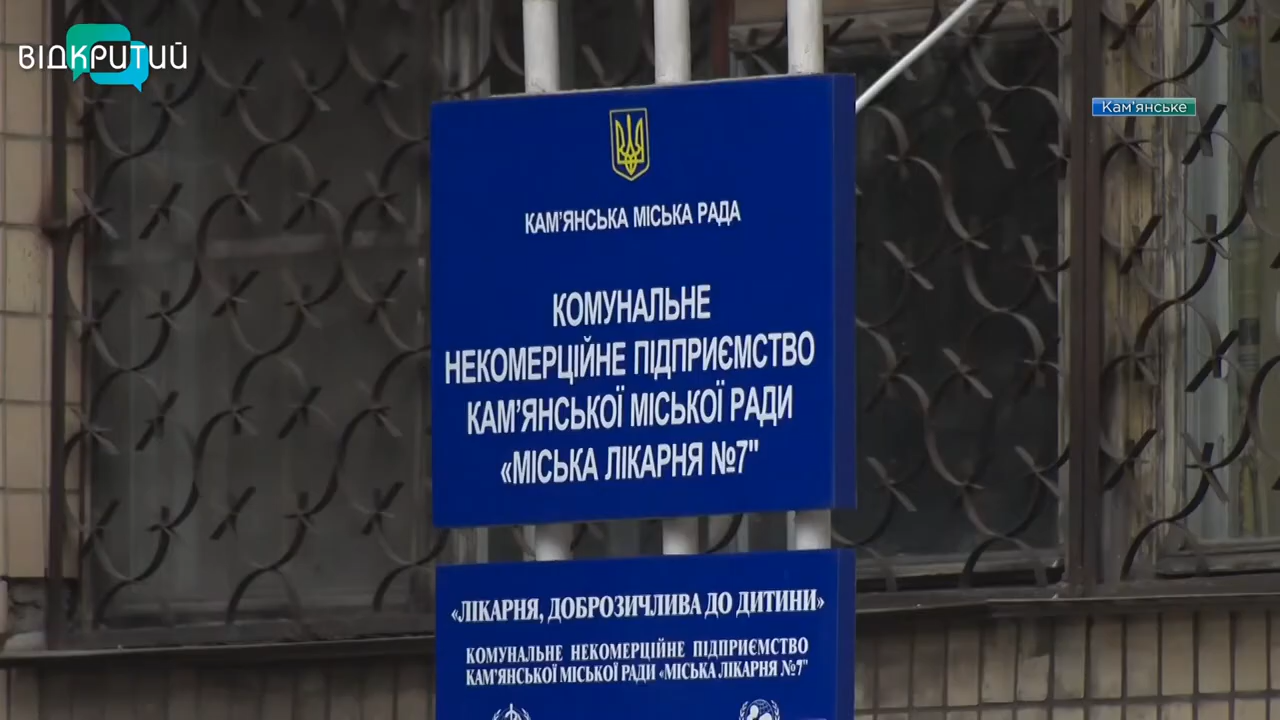 ВІДКРИТИЙ
Кам'янське
КАМ'ЯНСЬКА МІСЬКА РАДА
КОМУНАЛЬНЕ
НЕКОМЕРЦІЙНЕ ПІДПРИЄМСТВО
КАМ'ЯНСЬКОЇ МІСЬКОЇ РАДИ
«МІСЬКА ЛІКАРНЯ №7"
«ЛІКАРНЯ, ДОБРОЗИЧЛИВА ДО ДИТИНИ»
КОМУНАЛЬНЕ НЕКОМЕРЦІЙНЕ ПІДПРИЄМСТВО
КАМ'ЯНСЬКОЇ МІСЬКОЇ РАДИ «МІСЬКА ЛІКАРНЯ №7"